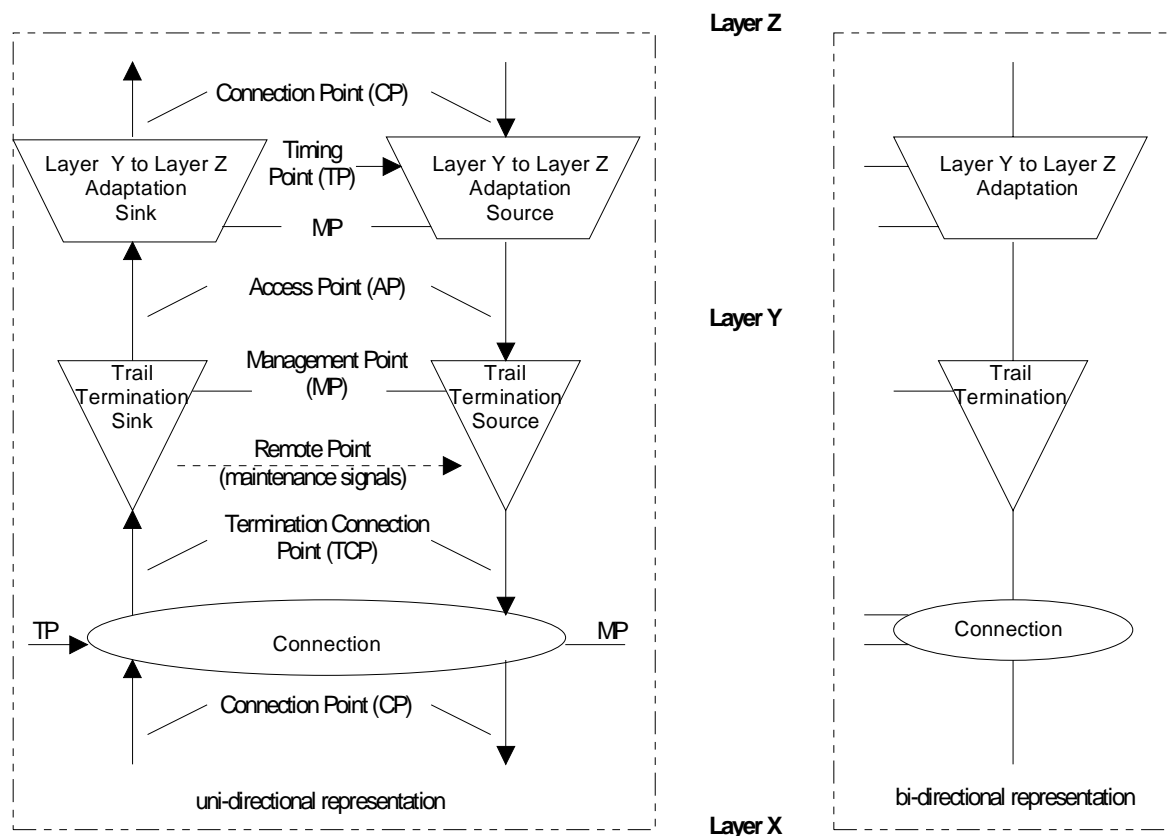 Layer Z
Connection Point (CP)
Layer Y to Layer Z
Adaptation
Sink
Timing
Point (TP)
Layer Y to Layer Z
Adaptation
Source
Layer Y to Layer Z
Adaptation
MP
Access Point (AP)
Layer Y
Management Point
(MP)
Trail
Termination
Sink
Trail
Termination
Source
Trail
Termination
Remote Point
(maintenance signals)
Termination Connection
Point (TCP)
TP
Connection
MP
Connection
Connection Point (CP)
uni-directional representation
bi-directional representation
Layer X